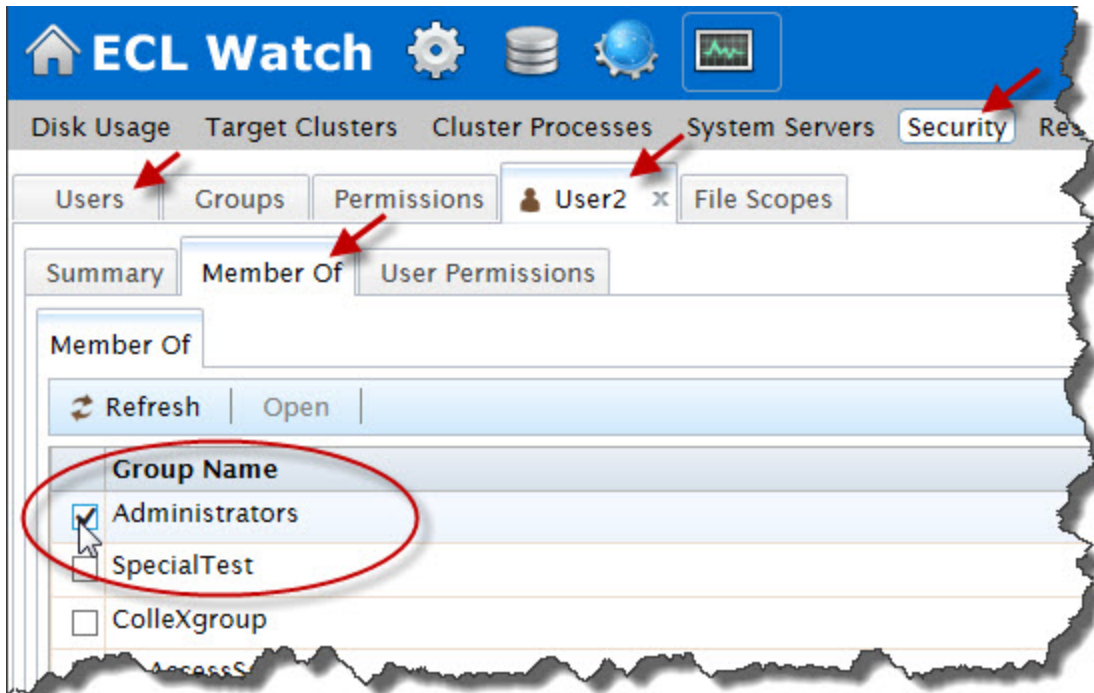 ECL Watch
Disk Usage Target Clusters Cluster Processes System Servers Security Res
Users Groups Permissions User2 x File Scopes
Summary Member Of User Permissions
Member Of
Refresh Open
Group Name
Administrators
SpecialTest
ColleXgroup